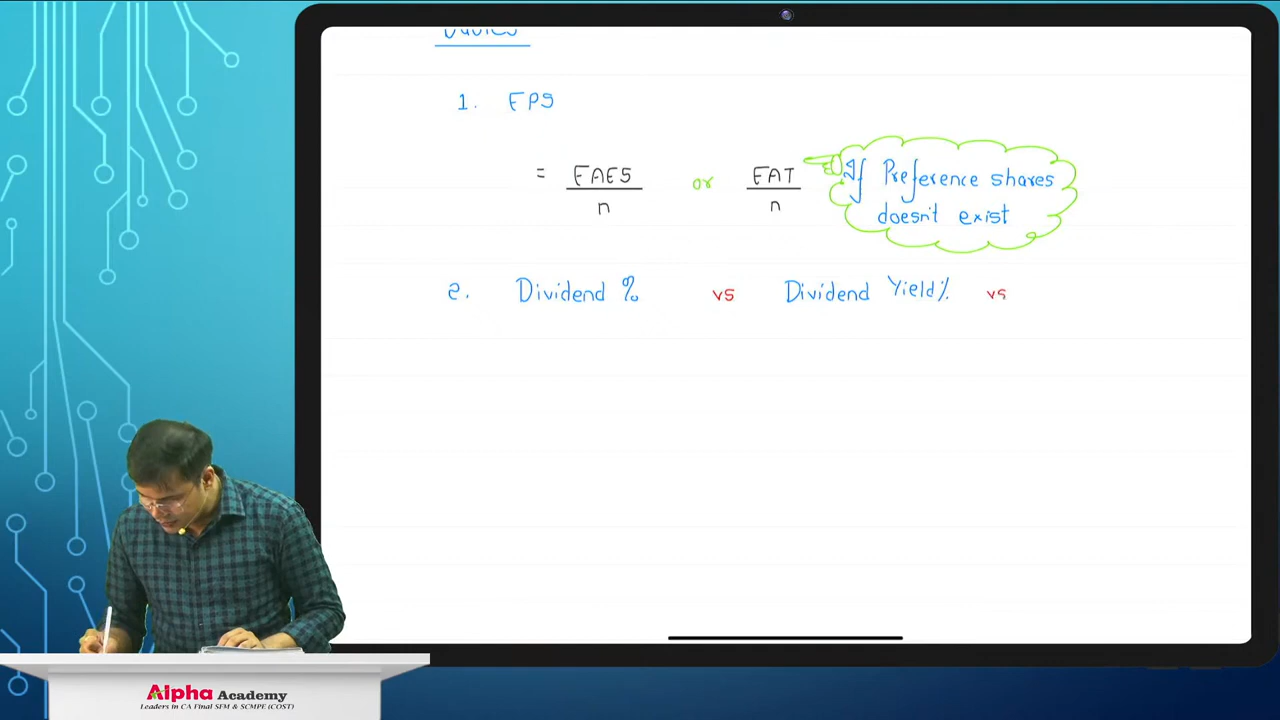 1. EPS
= EAES / n or EAT / n If Preference shares doesn't exist
2. Dividend % vs Dividend Yield% vs
Alpha Academy
Leaders in CA Final SFM & SCMPE (COST)